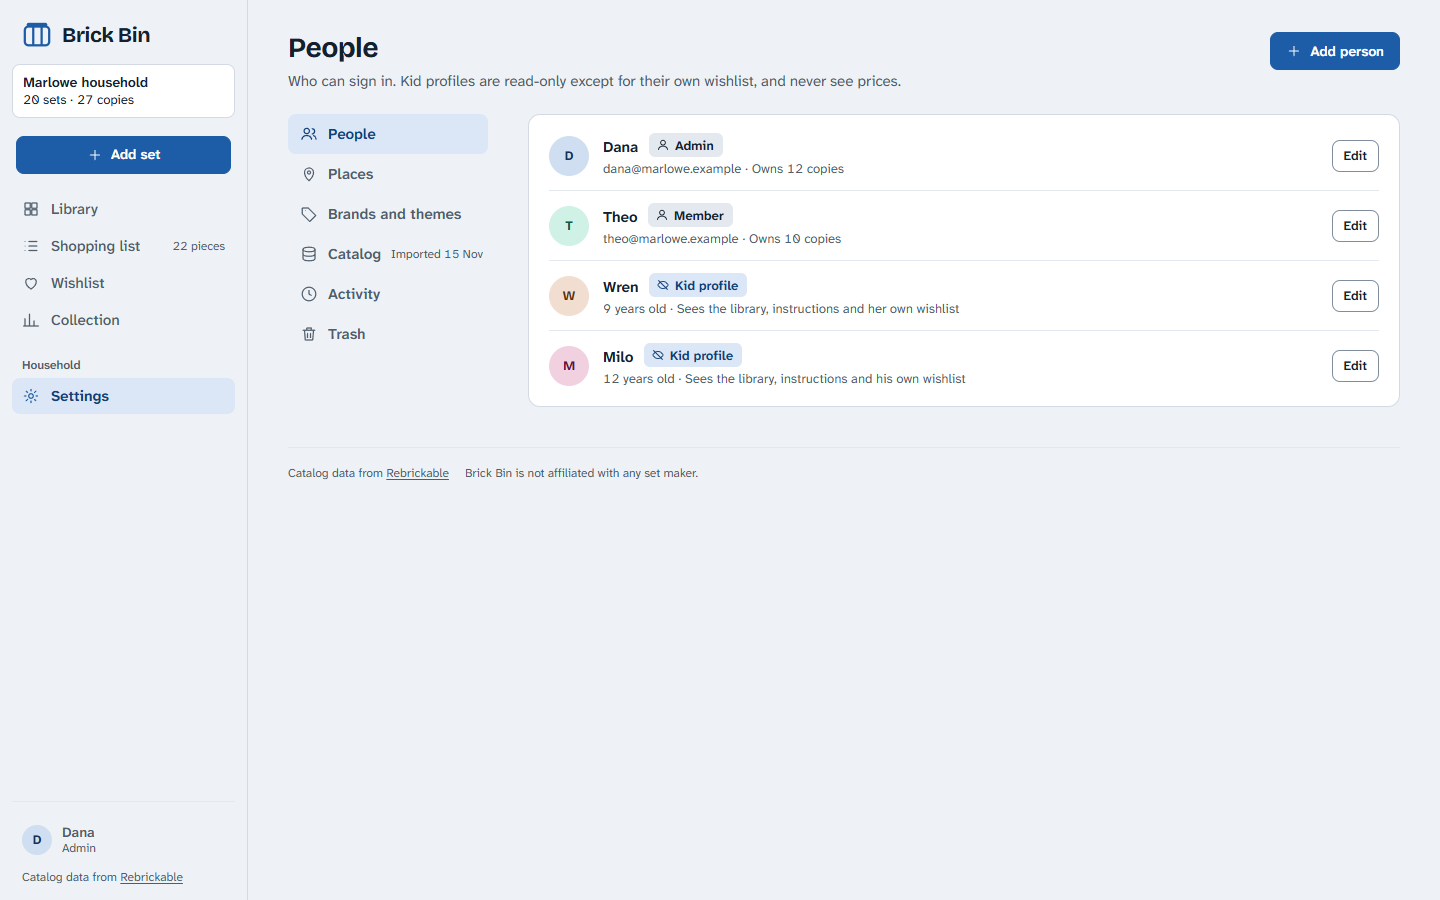 Brick Bin
Marlowe household
20 sets · 27 copies
Add set
Library
Shopping list 22 pieces
Wishlist
Collection
Household
Settings
D
Dana
Admin
Catalog data from Rebrickable
People
Who can sign in. Kid profiles are read-only except for their own wishlist, and never see prices.
Add person
People
Places
Brands and themes
Catalog Imported 15 Nov
Activity
Trash
D
Dana Admin
dana@marlowe.example · Owns 12 copies
Edit
T
Theo Member
theo@marlowe.example · Owns 10 copies
Edit
W
Wren Kid profile
9 years old · Sees the library, instructions and her own wishlist
Edit
M
Milo Kid profile
12 years old · Sees the library, instructions and his own wishlist
Edit
Catalog data from Rebrickable Brick Bin is not affiliated with any set maker.